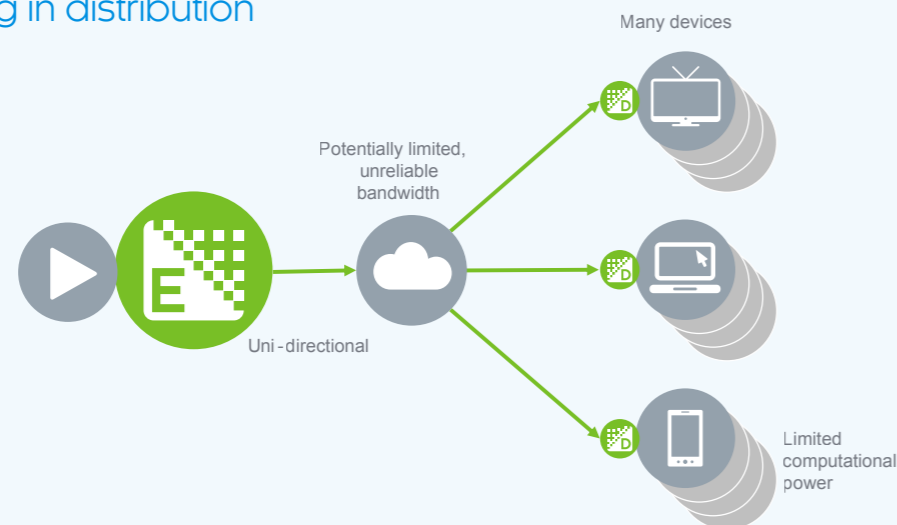 g in distribution
Many devices
Potentially limited,
unreliable
bandwidth
E
Uni-directional
D
D
D
Limited
computational
power